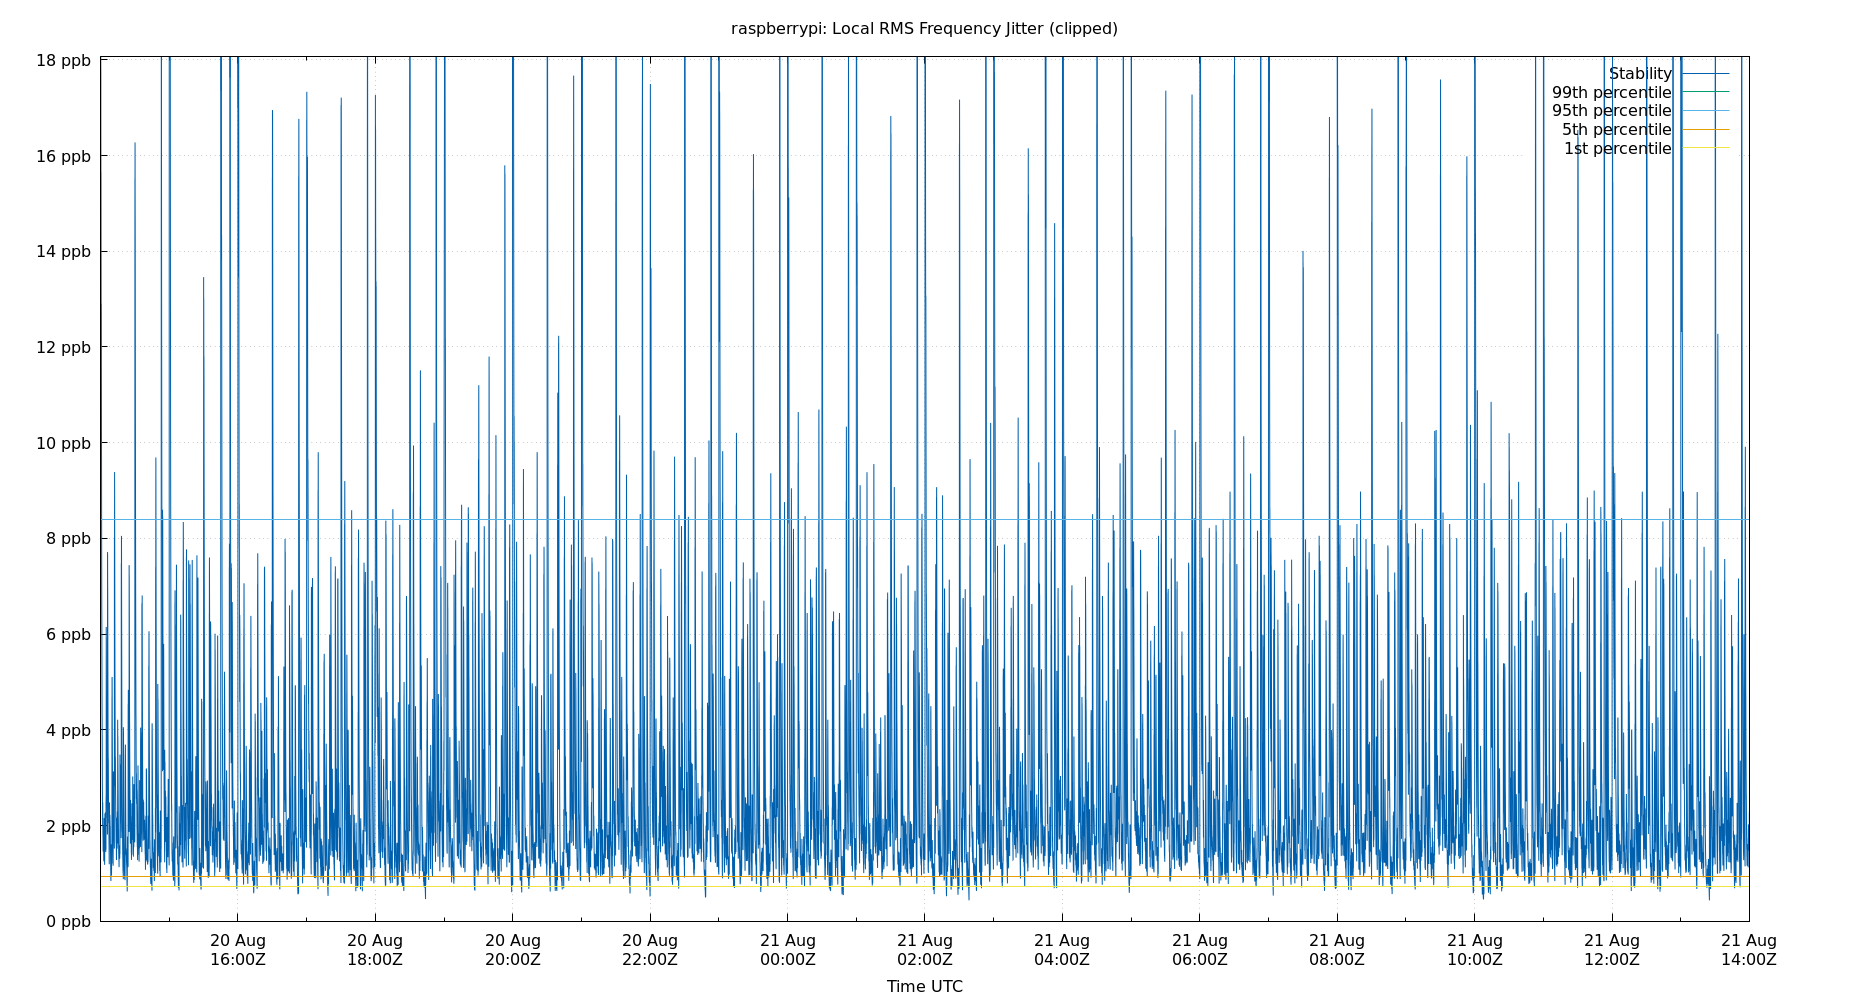 raspberrypi: Local RMS Frequency Jitter (clipped)
18 ppb
16 ppb
14 ppb
12 ppb
10 ppb
8 ppb
6 ppb
4 ppb
2 ppb
0 ppb
Stability
99th percentile
95th percentile
5th percentile
1st percentile
20 Aug 20 Aug 20 Aug 20 Aug 21 Aug 21 Aug 21 Aug 21 Aug 21 Aug 21 Aug 21 Aug 21 Aug
16:00Z 18:00Z 20:00Z 22:00Z 00:00Z 02:00Z 04:00Z 06:00Z 08:00Z 10:00Z 12:00Z 14:00Z
Time UTC